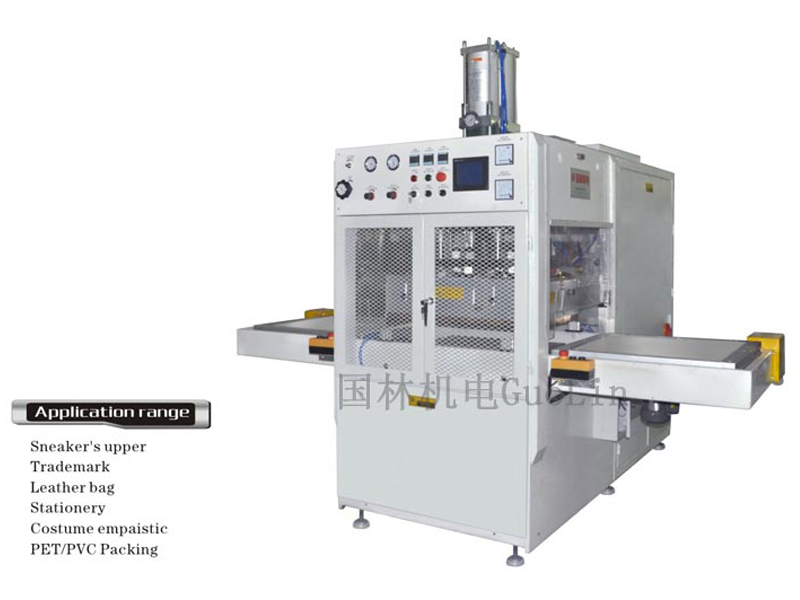 国林机电GuoLin
Application range
Sneaker's upper
Trademark
Leather bag
Stationery
Costume empaistic
PET/PVC Packing